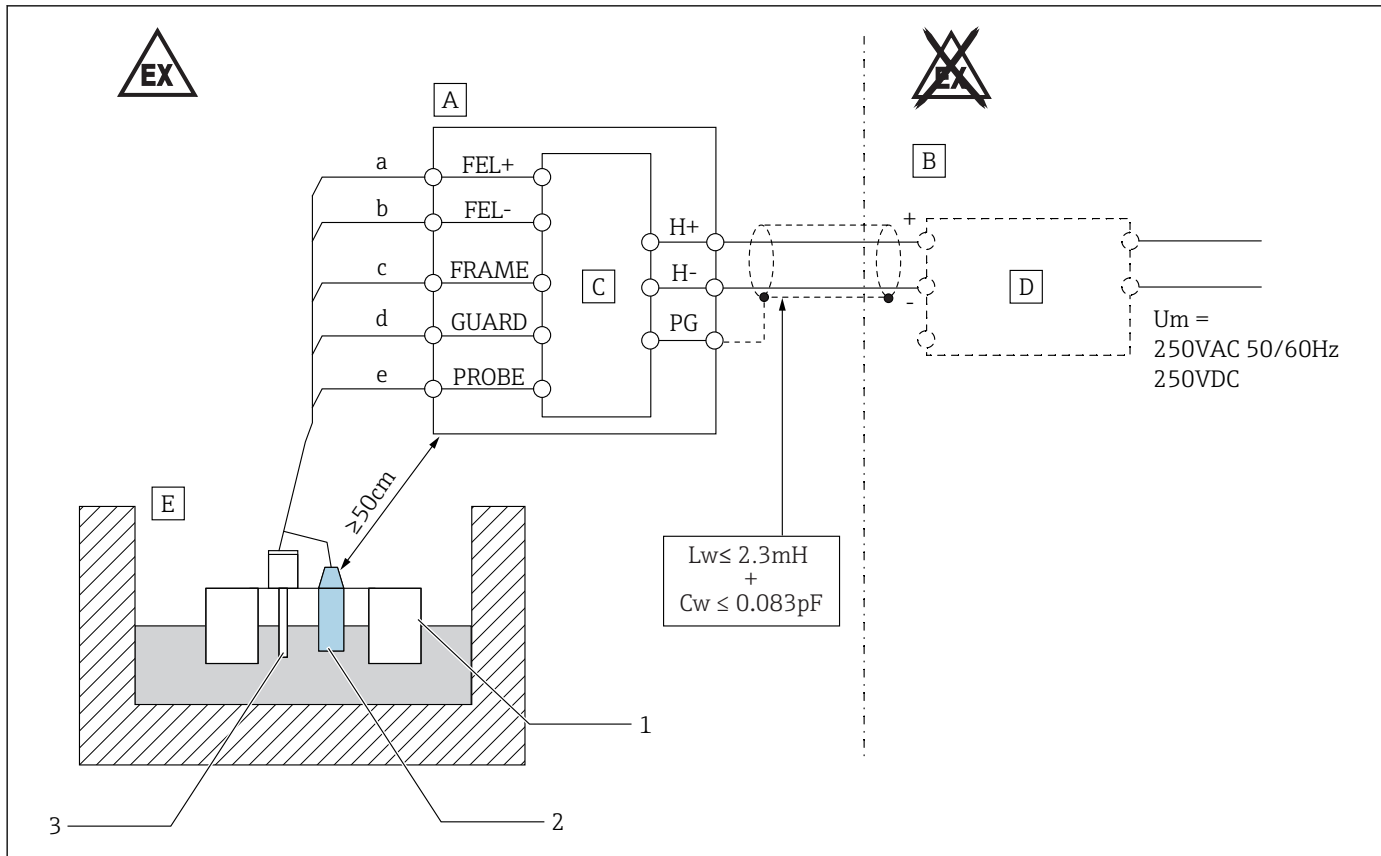 EX
EX
A
B
a
FEL+
b
FEL-
c
FRAME
d
GUARD
e
PROBE
C
H+
H-
PG
+
-
D
Um =
250VAC 50/60Hz
250VDC
E
≥50cm
Lw≤ 2.3mH
+
Cw ≤ 0.083pF
1
2
3